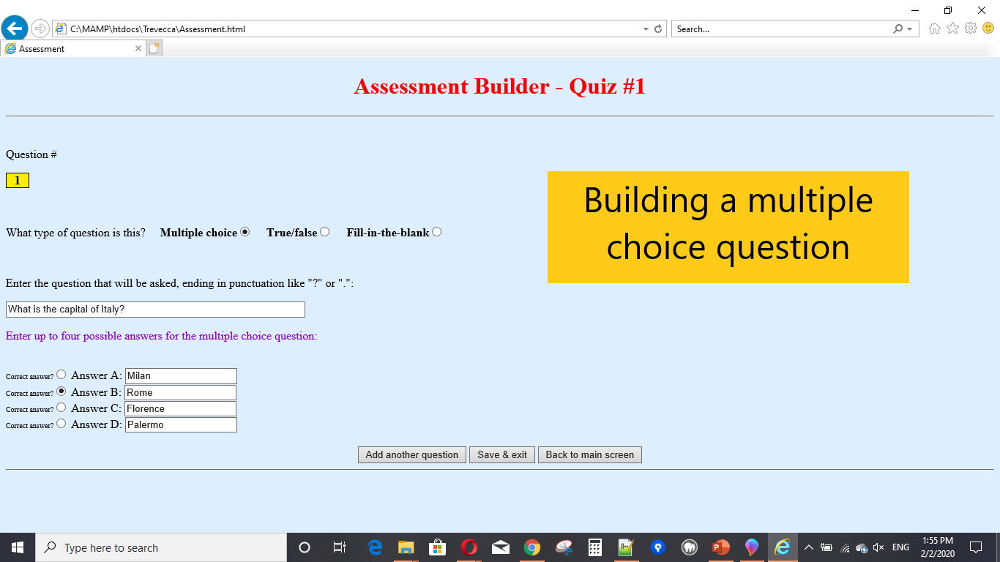 C:\MAMP\htdocs\Trevecca\Assessment.html
Search...
Assessment
Assessment Builder - Quiz #1
Question #
1
Building a multiple
choice question
What type of question is this? Multiple choice True/false Fill-in-the-blank
Enter the question that will be asked, ending in punctuation like "?" or ".":
What is the capital of Italy?
Enter up to four possible answers for the multiple choice question:
Correct answer? Answer A: Milan
Correct answer? Answer B: Rome
Correct answer? Answer C: Florence
Correct answer? Answer D: Palermo
Add another question Save & exit Back to main screen
Type here to search
ENG
1:55 PM
2/2/2020